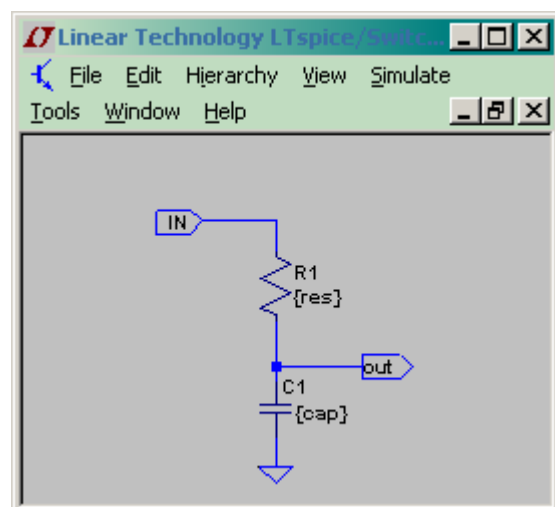 Linear Technology LTspice/Switc...
File Edit Hierarchy View Simulate
Tools Window Help
IN
R1
{res}
out
C1
{cap}